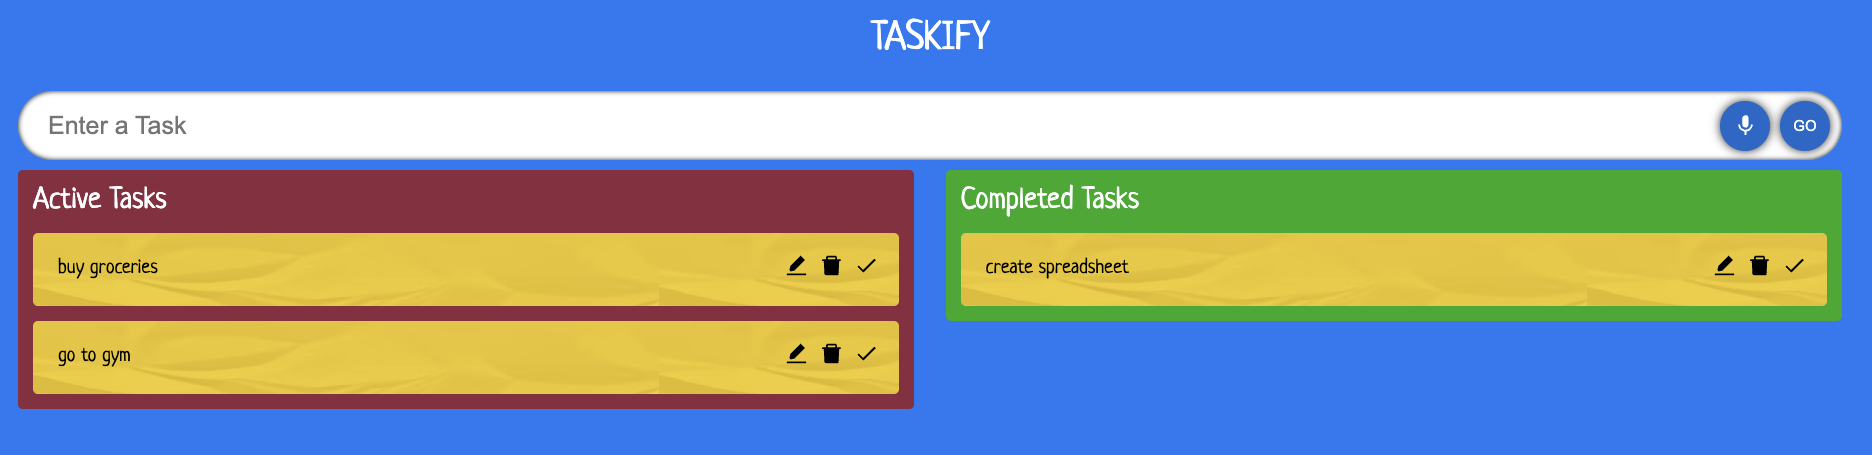 TASKIFY
Enter a Task
GO
Active Tasks
buy groceries
go to gym
Completed Tasks
create spreadsheet